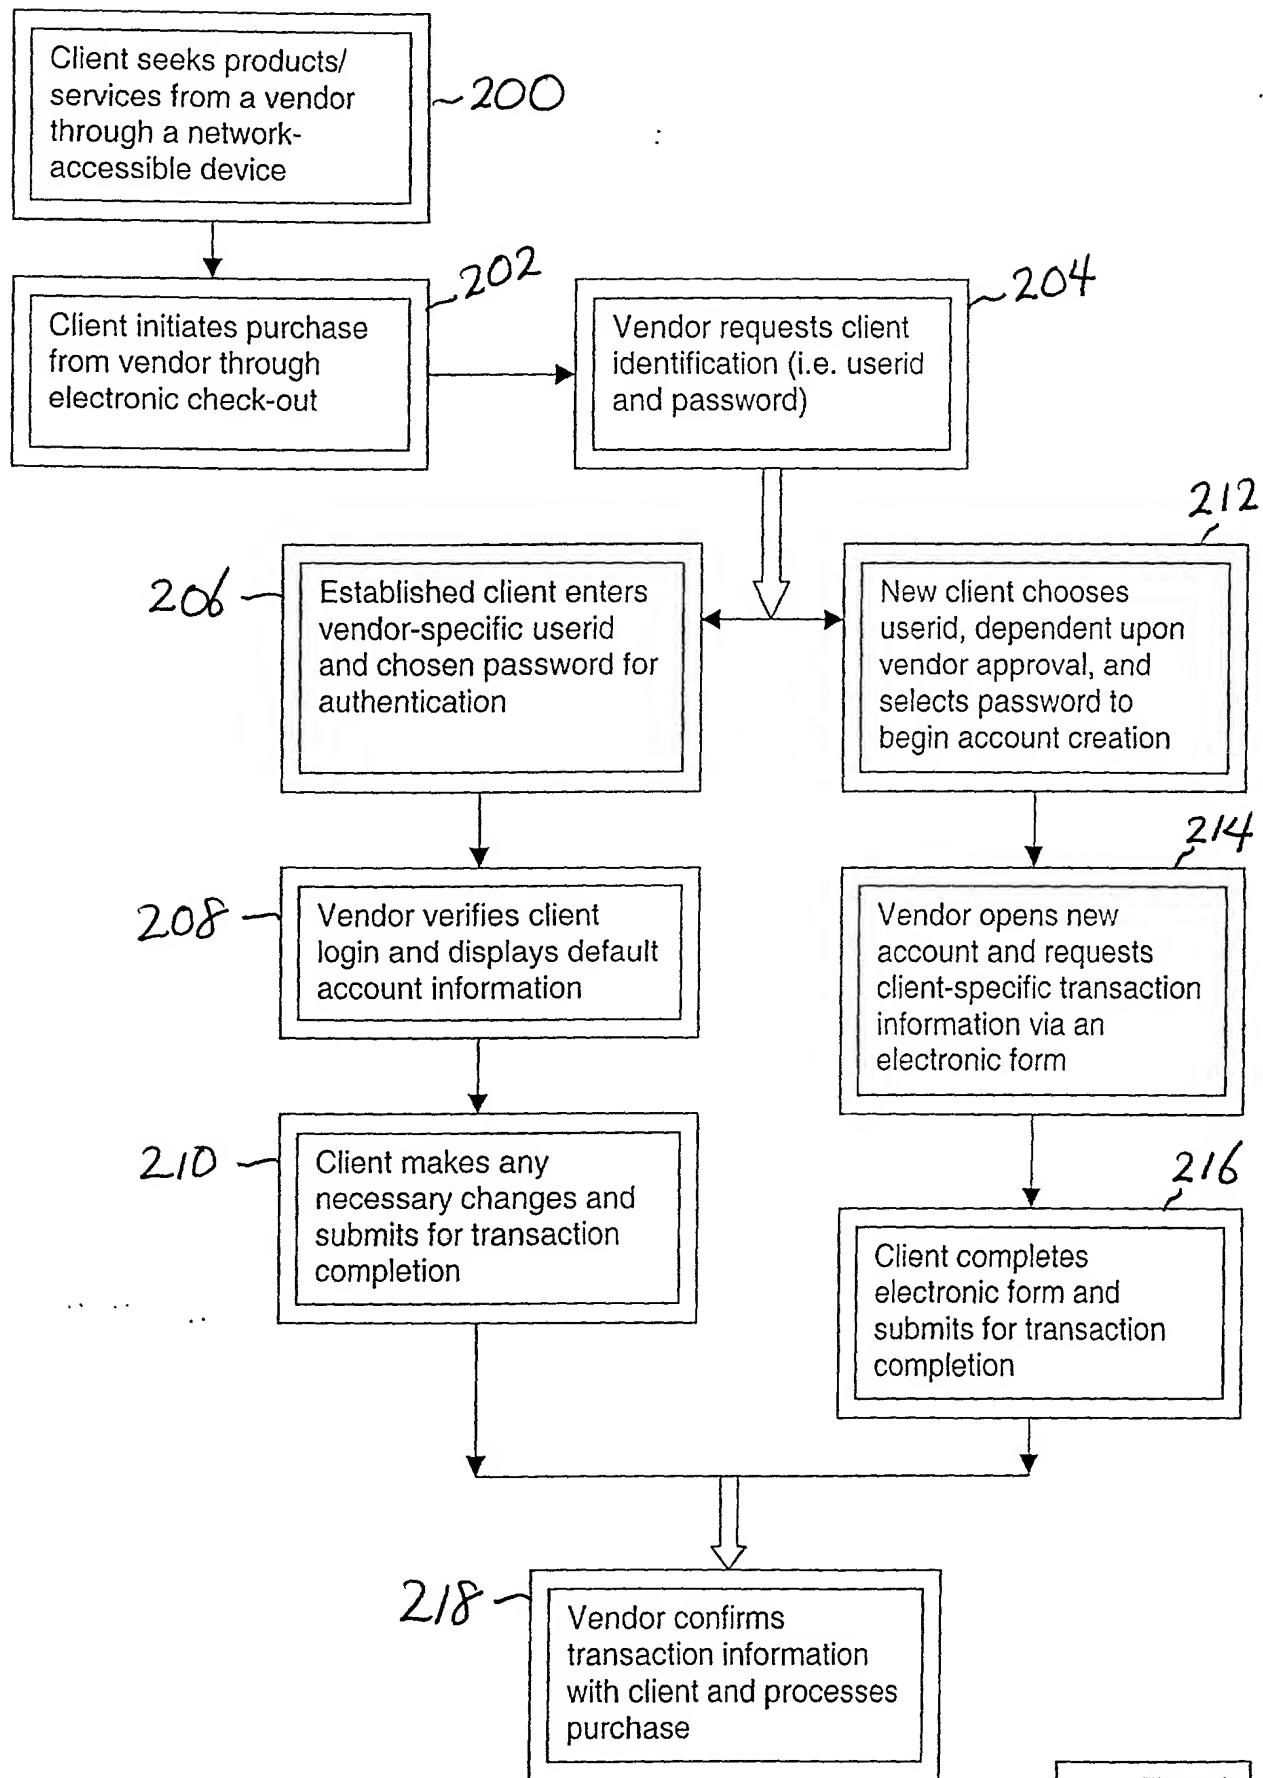 Client seeks products/
services from a vendor
through a network-
accessible device
200
Client initiates purchase
from vendor through
electronic check-out
202
Vendor requests client
identification (i.e. userid
and password)
204
206
Established client enters
vendor-specific userid
and chosen password for
authentication
212
New client chooses
userid, dependent upon
vendor approval, and
selects password to
begin account creation
208
Vendor verifies client
login and displays default
account information
214
Vendor opens new
account and requests
client-specific transaction
information via an
electronic form
210
Client makes any
necessary changes and
submits for transaction
completion
216
Client completes
electronic form and
submits for transaction
completion
218
Vendor confirms
transaction information
with client and processes
purchase